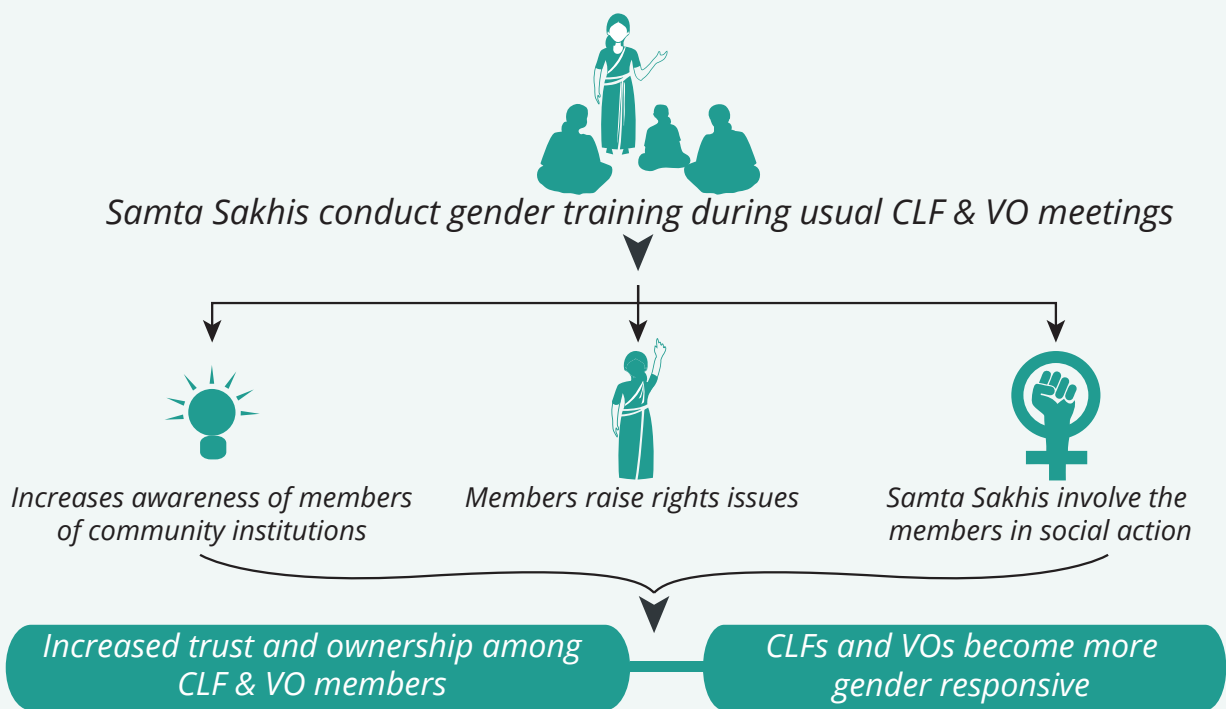 Samta Sakhis conduct gender training during usual CLF & VO meetings
Increases awareness of members
of community institutions
Members raise rights issues
Samta Sakhis involve the
members in social action
Increased trust and ownership among
CLF & VO members
CLFs and VOs become more
gender responsive